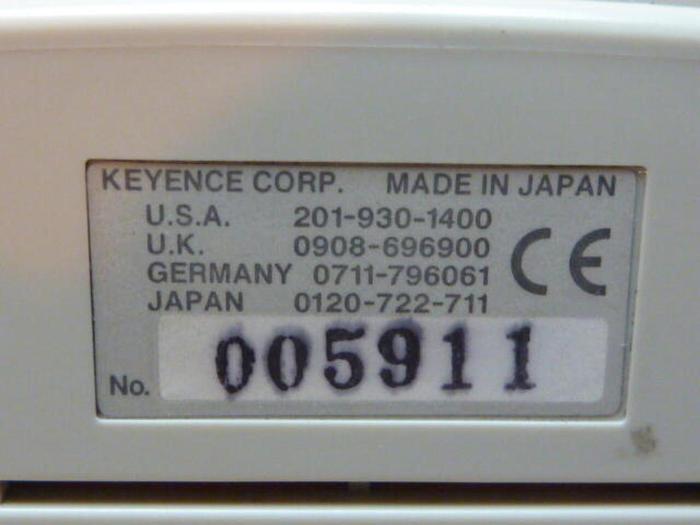 KEYENCE CORP. MADE IN JAPAN
U.S.A. 201-930-1400
U.K. 0908-696900
GERMANY 0711-796061
JAPAN 0120-722-711
CE
No. 005911